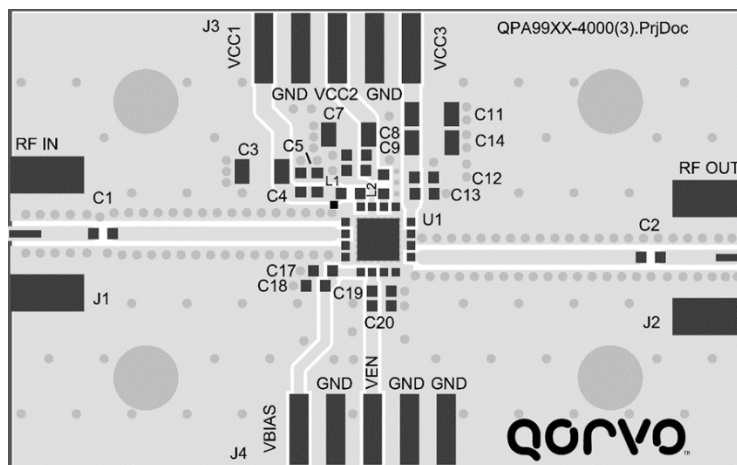 J3
VCC1
VCC3
QPA99XX-4000(3).PrjDoc
GND VCC2 GND
C7
C8
C9
C11
C14
RF IN
C3
C5
C4
L1
L2
C12
C13
RF OUT
C1
U1
C2
C17
C18
C19
C20
J1
J2
VBIAS
GND
VEN
GND
GND
J4
QORVO
TM